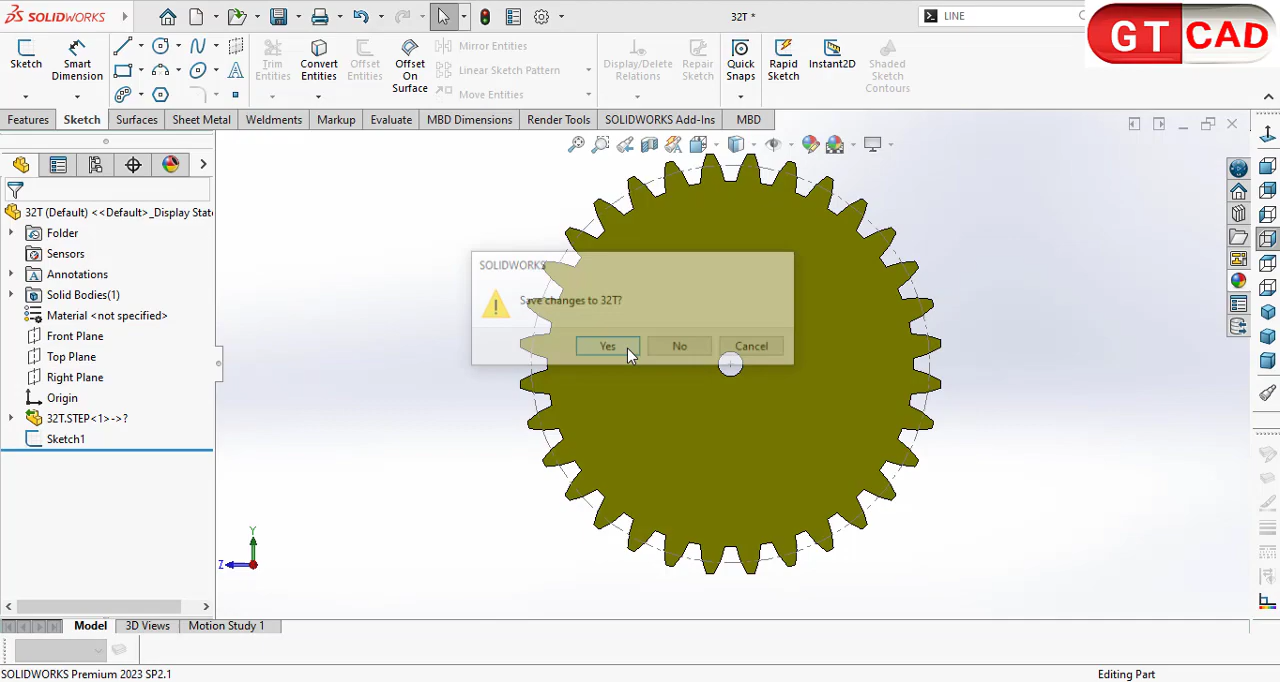 SOLIDWORKS
32T *
LINE
GT CAD
Sketch
Smart Dimension
Trim Entities
Convert Entities
Offset Entities
Offset On Surface
Mirror Entities
Linear Sketch Pattern
Move Entities
Display/Delete Relations
Repair Sketch
Quick Snaps
Rapid Sketch
Instant2D
Shaded Sketch Contours
Features
Sketch
Surfaces
Sheet Metal
Weldments
Markup
Evaluate
MBD Dimensions
Render Tools
SOLIDWORKS Add-Ins
MBD
32T (Default) <<Default>_Display Stat
Folder
Sensors
Annotations
Solid Bodies(1)
Material <not specified>
Front Plane
Top Plane
Right Plane
Origin
32T.STEP<1>->?
Sketch1
SOLIDWORKS
Save changes to 32T?
Yes
No
Cancel
Y
Z
Model
3D Views
Motion Study 1
SOLIDWORKS Premium 2023 SP2.1
Editing Part